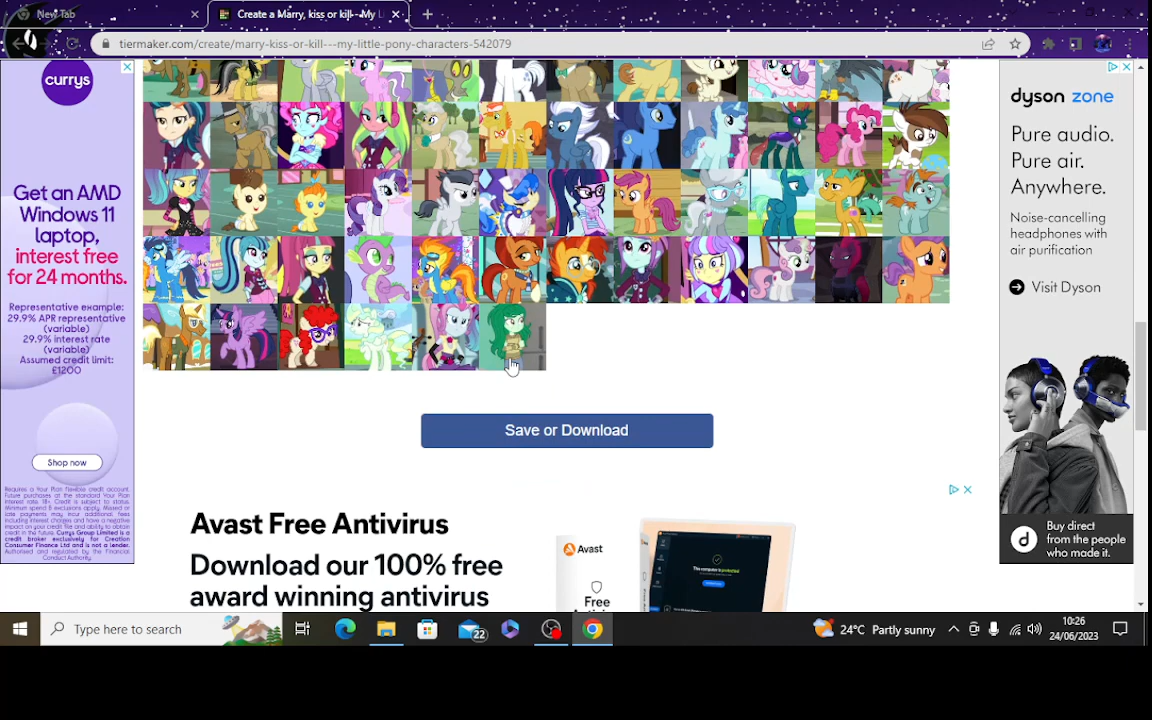 New Tab
Create a Marry, kiss or kill--My Li
tiermaker.com/create/marry-kiss-or-kill---my-little-pony-characters-542079
currys
Get an AMD
Windows 11
laptop,
interest free
for 24 months.
Representative example:
29.9% APR representative
(variable)
29.9% interest rate
(variable)
Assumed credit limit:
£1200
Shop now
Save or Download
Avast Free Antivirus
Download our 100% free
award winning antivirus
Avast
Free
dyson zone
Pure audio.
Pure air.
Anywhere.
Noise-cancelling
headphones with
air purification
Visit Dyson
Buy direct
from the people
who made it.
Type here to search
22
24°C Partly sunny
10:26
24/06/2023